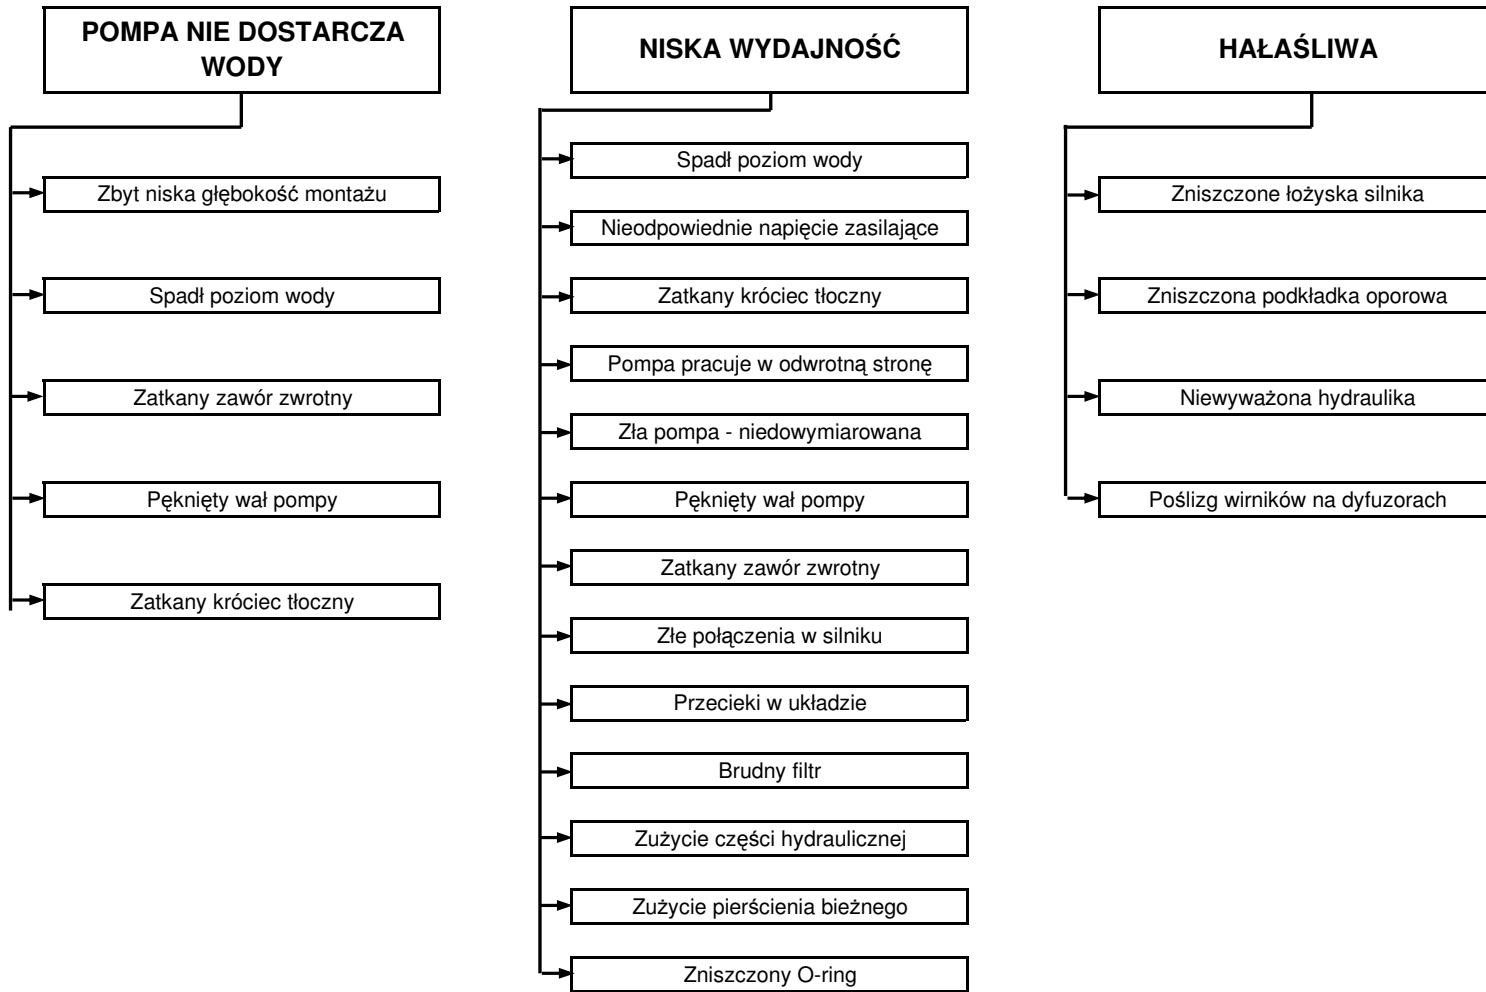 POMPA NIE DOSTARCZA
WODY
Zbyt niska głębokość montażu
Spadł poziom wody
Zatkany zawór zwrotny
Pęknięty wał pompy
Zatkany króciec tłoczny
NISKA WYDAJNOŚĆ
Spadł poziom wody
Nieodpowiednie napięcie zasilające
Zatkany króciec tłoczny
Pompa pracuje w odwrotną stronę
Zła pompa - niedowymiarowana
Pęknięty wał pompy
Zatkany zawór zwrotny
Złe połączenia w silniku
Przecieki w układzie
Brudny filtr
Zużycie części hydraulicznej
Zużycie pierścienia bieżnego
Zniszczony O-ring
HAŁAŚLIWA
Zniszczone łożyska silnika
Zniszczona podkładka oporowa
Niewyważona hydraulika
Poślizg wirników na dyfuzorach